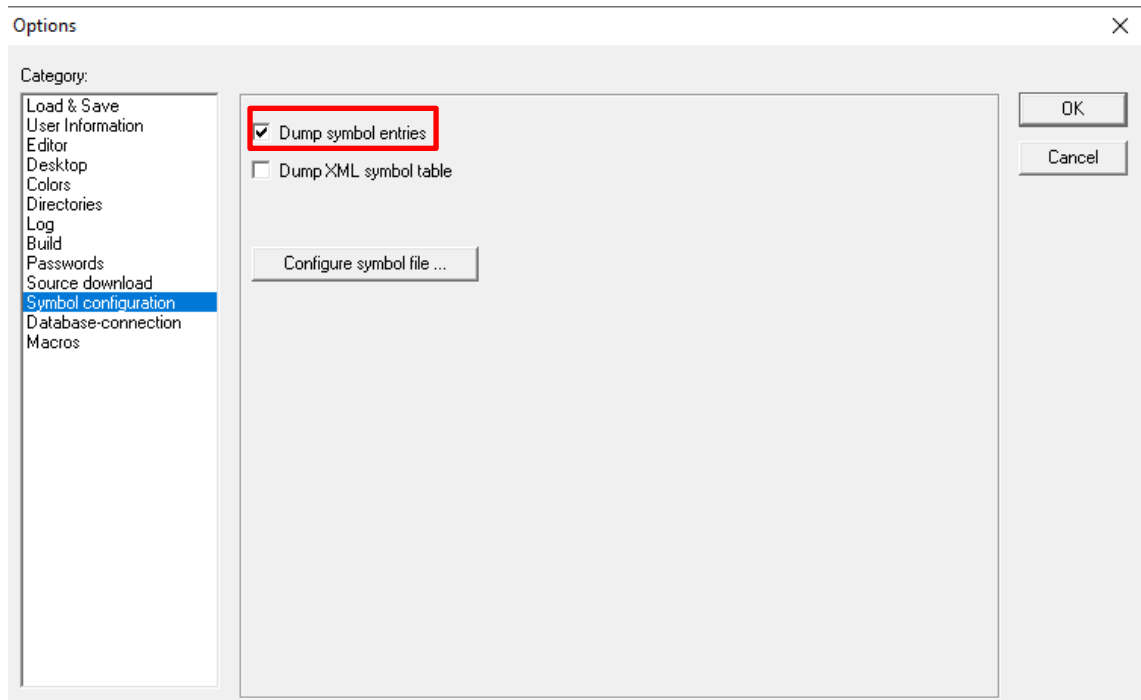 Options
Category:
Load & Save
User Information
Editor
Desktop
Colors
Directories
Log
Build
Passwords
Source download
Symbol configuration
Database-connection
Macros
Dump symbol entries
Dump XML symbol table
Configure symbol file ...
OK
Cancel